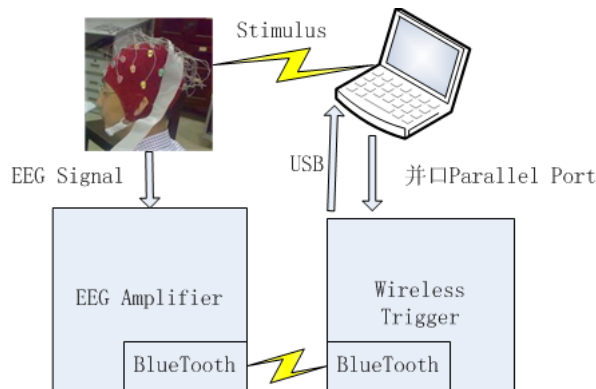 Stimulus
EEG Signal
USB
并口Parallel Port
EEG Amplifier
Wireless
Trigger
BlueTooth
BlueTooth